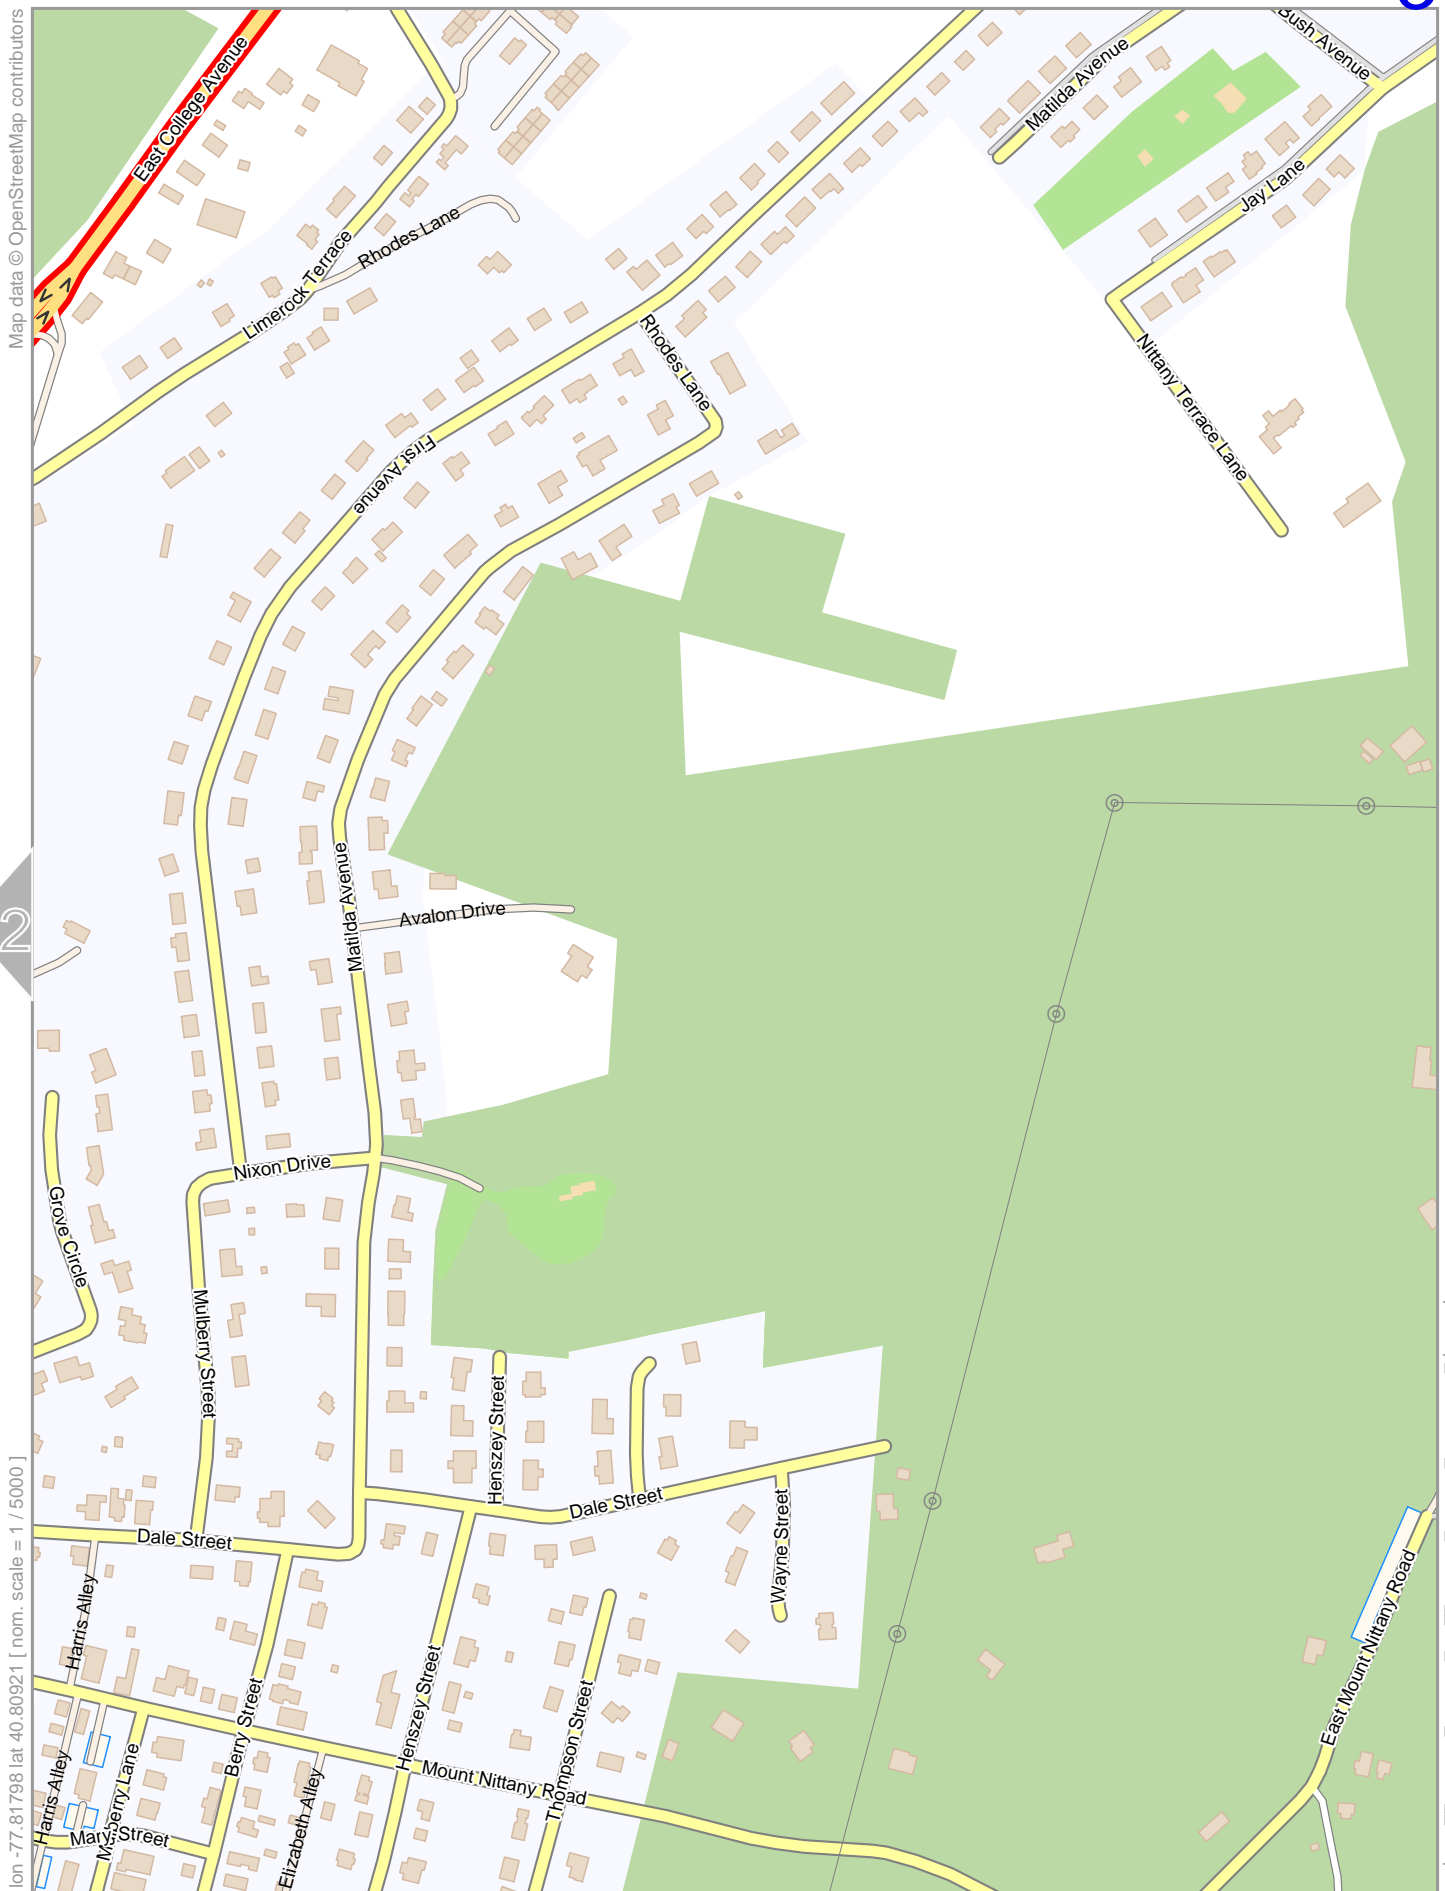 Map data © OpenStreetMap contributors
East College Avenue
Bush Avenue
Matilda Avenue
Jay Lane
Rhodes Lane
Limerock Terrace
Rhodes Lane
Nittany Terrace Lane
First Avenue
Matilda Avenue
Avalon Drive
2
Nixon Drive
Grove Circle
Mulberry Street
Henszey Street
Dale Street
Wayne Street
Dale Street
Harris Alley
East Mount Nittany Road
Henszey Street
Berry Street
Thompson Street
Mount Nittany Road
Harris Alley
Mulberry Lane
Mary Street
Elizabeth Alley
lon -77.81798 lat 40.80921 [ nom. scale = 1 / 5000 ]